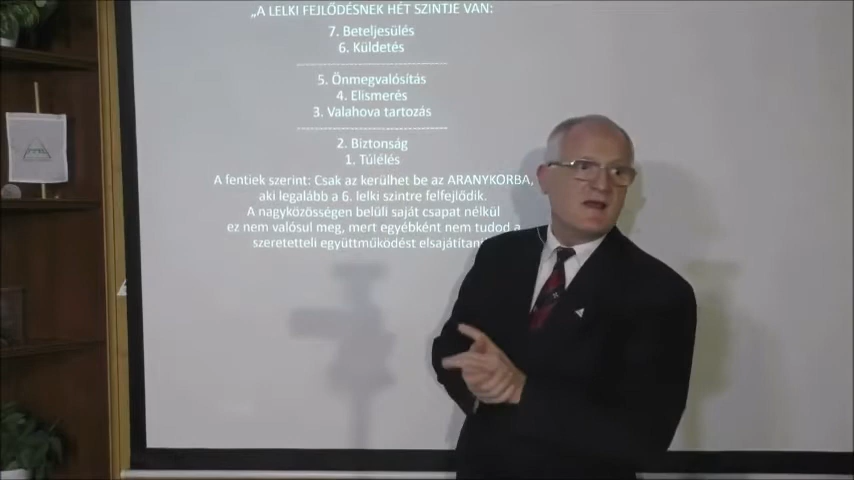 „A LELKI FEJLŐDÉSNEK HÉT SZINTJE VAN:
7. Beteljesülés
6. Küldetés
5. Önmegvalósítás
4. Elismerés
3. Valahova tartozás
2. Biztonság
1. Túlélés
A fentiek szerint: Csak az kerülhet be az ARANYKORBA,
aki legalább a 6. lelki szintre felfejlődik.
A nagyközösségen belüli saját csapat nélkül
ez nem valósul meg, mert egyébként nem tudod a
szeretetteli együttműködést